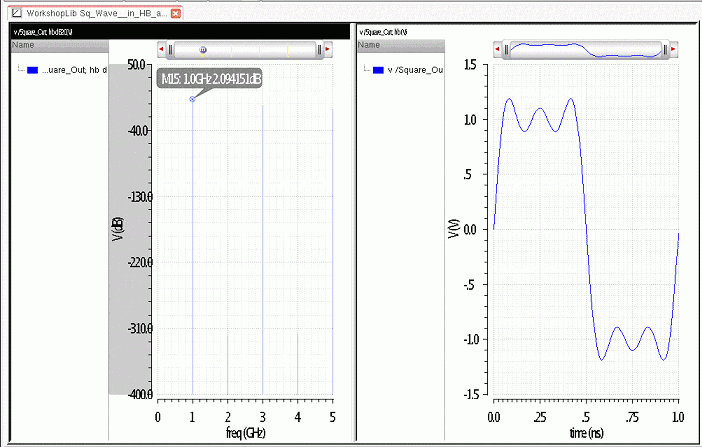 WorkshopLib Sq_Wave__in_HB_a...
v /Square_Out; hb dB20(V)
v /Square_Out; hb (V)
Name
Name
...uare_Out; hb d
v /Square_Ou
M15: 1.0GHz 2.094151dB
50.0
-40.0
-130.0
-220.0
-310.0
-400.0
V (dB)
0
1
2
3
4
5
freq (GHz)
1.5
1.0
.5
0.0
-.5
-1.0
-1.5
V (V)
0.0
.25
.5
.75
1.0
time (ns)